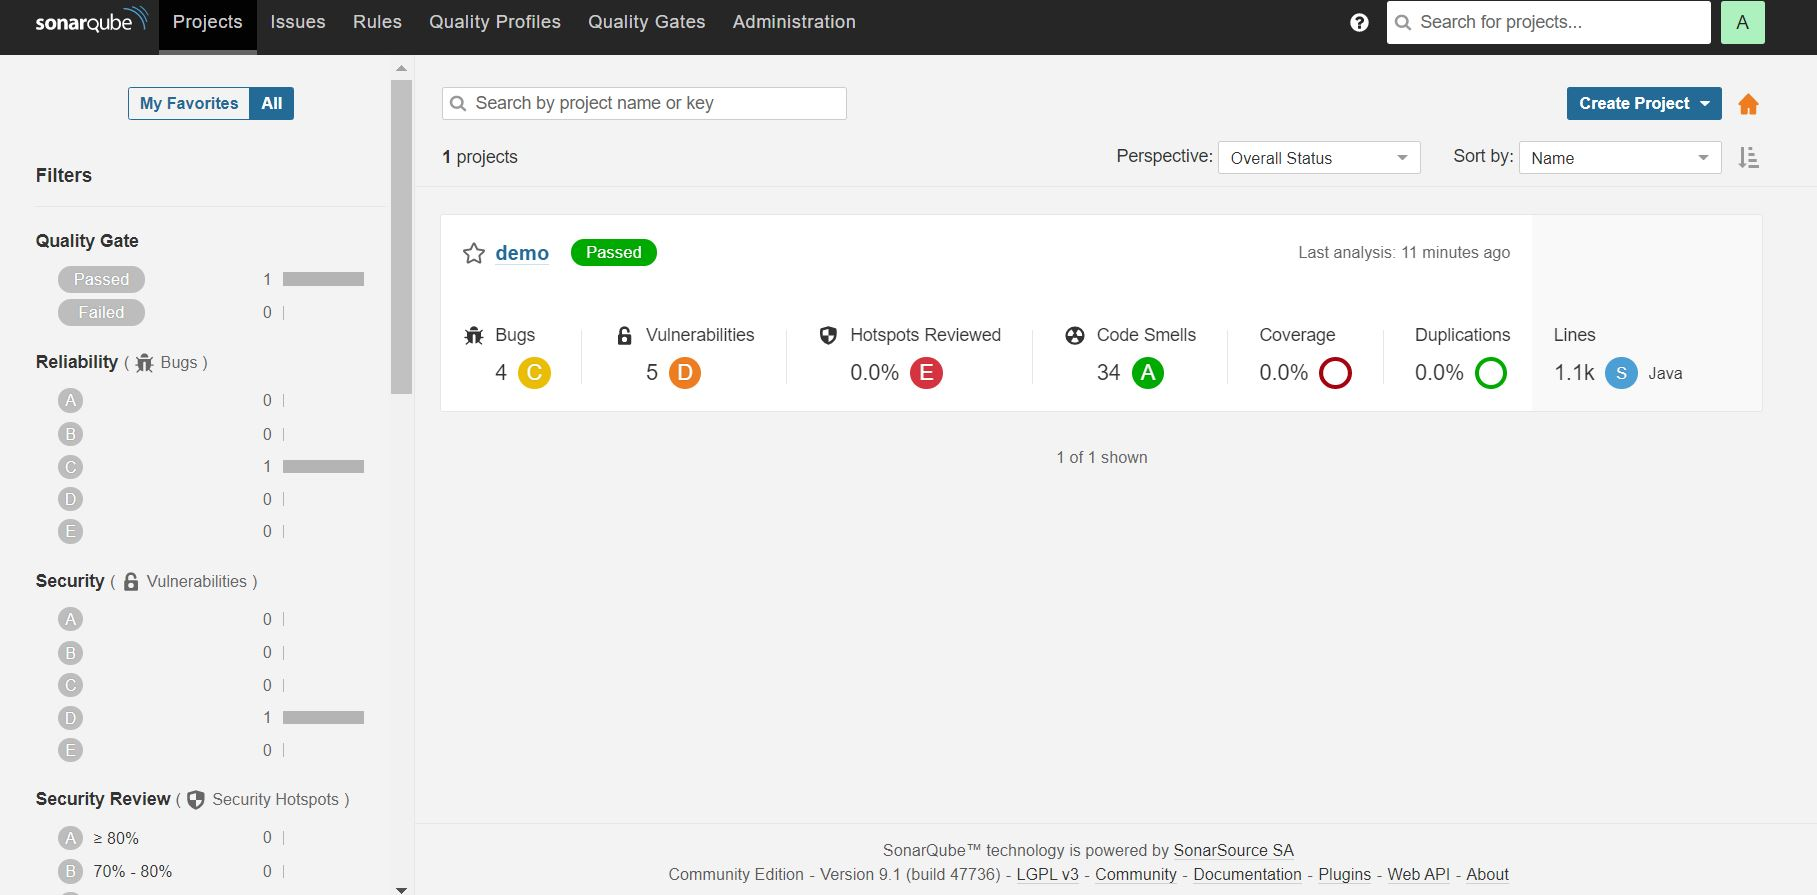 sonarqube Projects Issues Rules Quality Profiles Quality Gates Administration ? Search for projects... A
My Favorites All
Filters
Quality Gate
Passed 1
Failed 0
Reliability ( Bugs )
A 0
B 0
C 1
D 0
E 0
Security ( Vulnerabilities )
A 0
B 0
C 0
D 1
E 0
Security Review ( Security Hotspots )
A ≥ 80% 0
B 70% - 80% 0
Search by project name or key
Create Project
1 projects
Perspective: Overall Status Sort by: Name
demo Passed Last analysis: 11 minutes ago
Bugs Vulnerabilities Hotspots Reviewed Code Smells Coverage Duplications Lines
4 C 5 D 0.0% E 34 A 0.0% 0.0% 1.1k S Java
1 of 1 shown
SonarQube™ technology is powered by SonarSource SA
Community Edition - Version 9.1 (build 47736) - LGPL v3 - Community - Documentation - Plugins - Web API - About